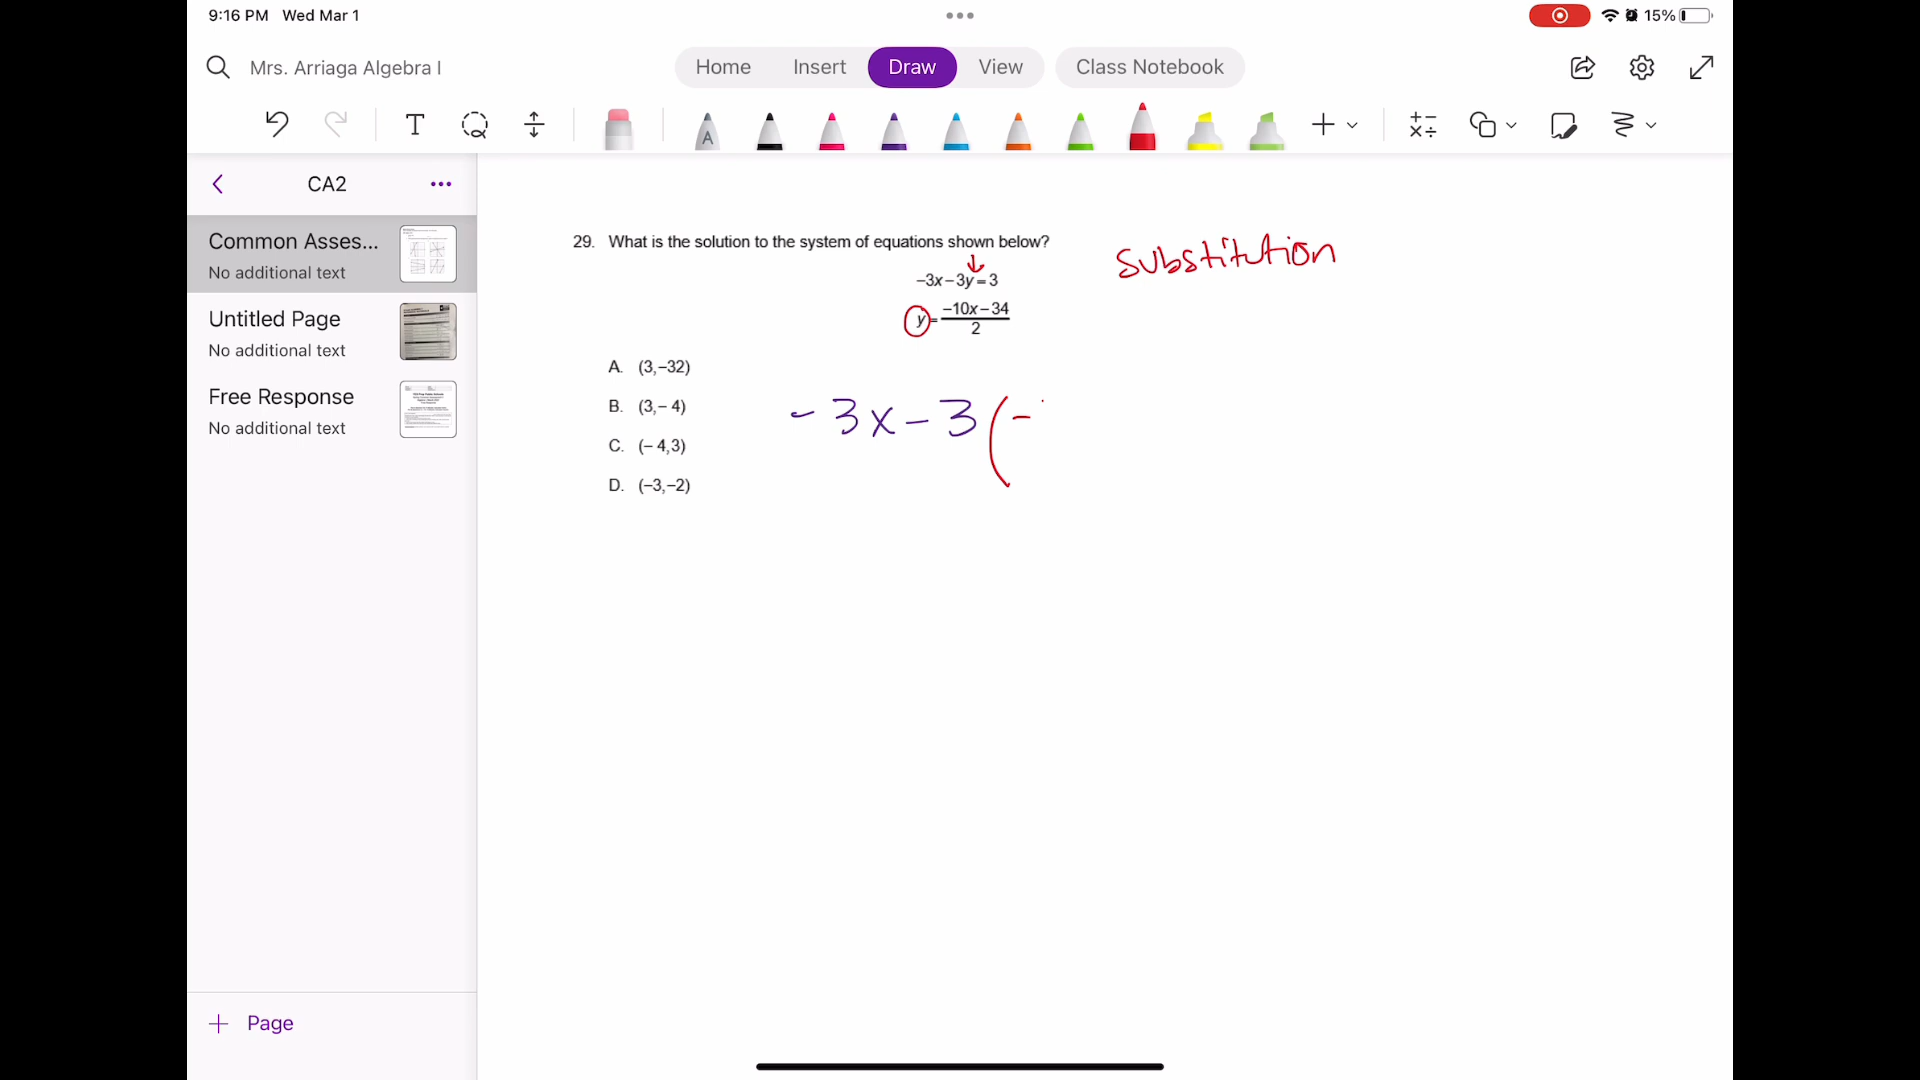 9:16 PM Wed Mar 1
15%
Mrs. Arriaga Algebra I
Home Insert Draw View Class Notebook
T
A
CA2
Common Asses...
No additional text
Untitled Page
No additional text
Free Response
No additional text
+ Page
29. What is the solution to the system of equations shown below?
substitution
−3x−3y=3
y=
−10x−34
2
A. (3,−32)
B. (3,− 4)
C. (− 4,3)
D. (−3,−2)
-3x-3(-